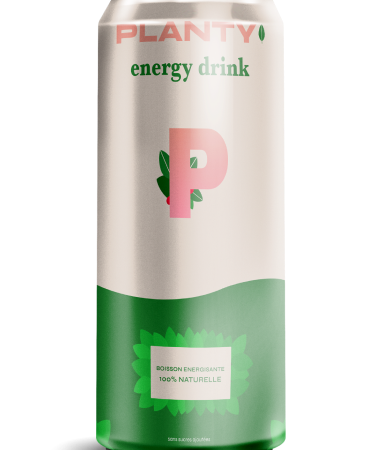 PLANTY
energy drink
P
BOISSON ENERGISANTE
100% NATURELLE